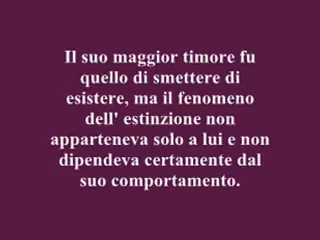 Il suo maggior timore fu
quello di smettere di
esistere, ma il fenomeno
dell' estinzione non
apparteneva solo a lui e non
dipendeva certamente dal
suo comportamento.